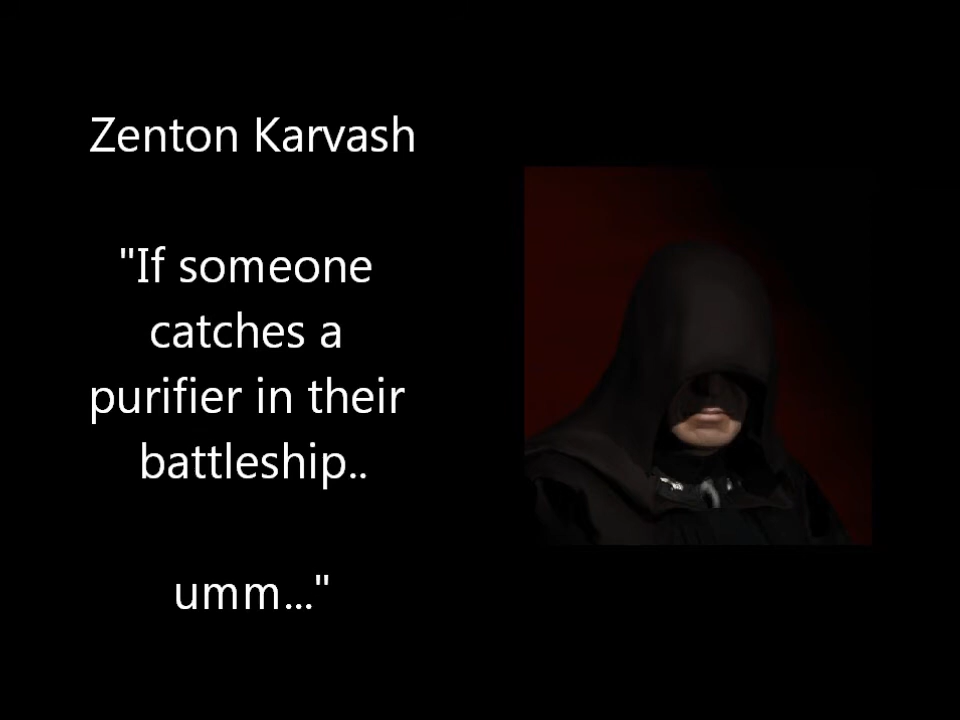 Zenton Karvash
"If someone
catches a
purifier in their
battleship..
umm..."